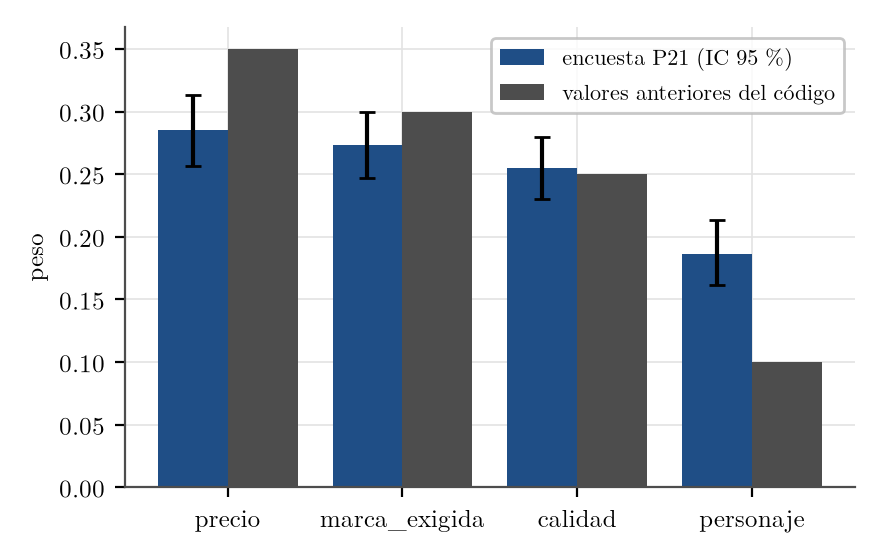 encuesta P21 (IC 95 %)
valores anteriores del código
peso
0.35
0.30
0.25
0.20
0.15
0.10
0.05
0.00
precio
marca_exigida
calidad
personaje